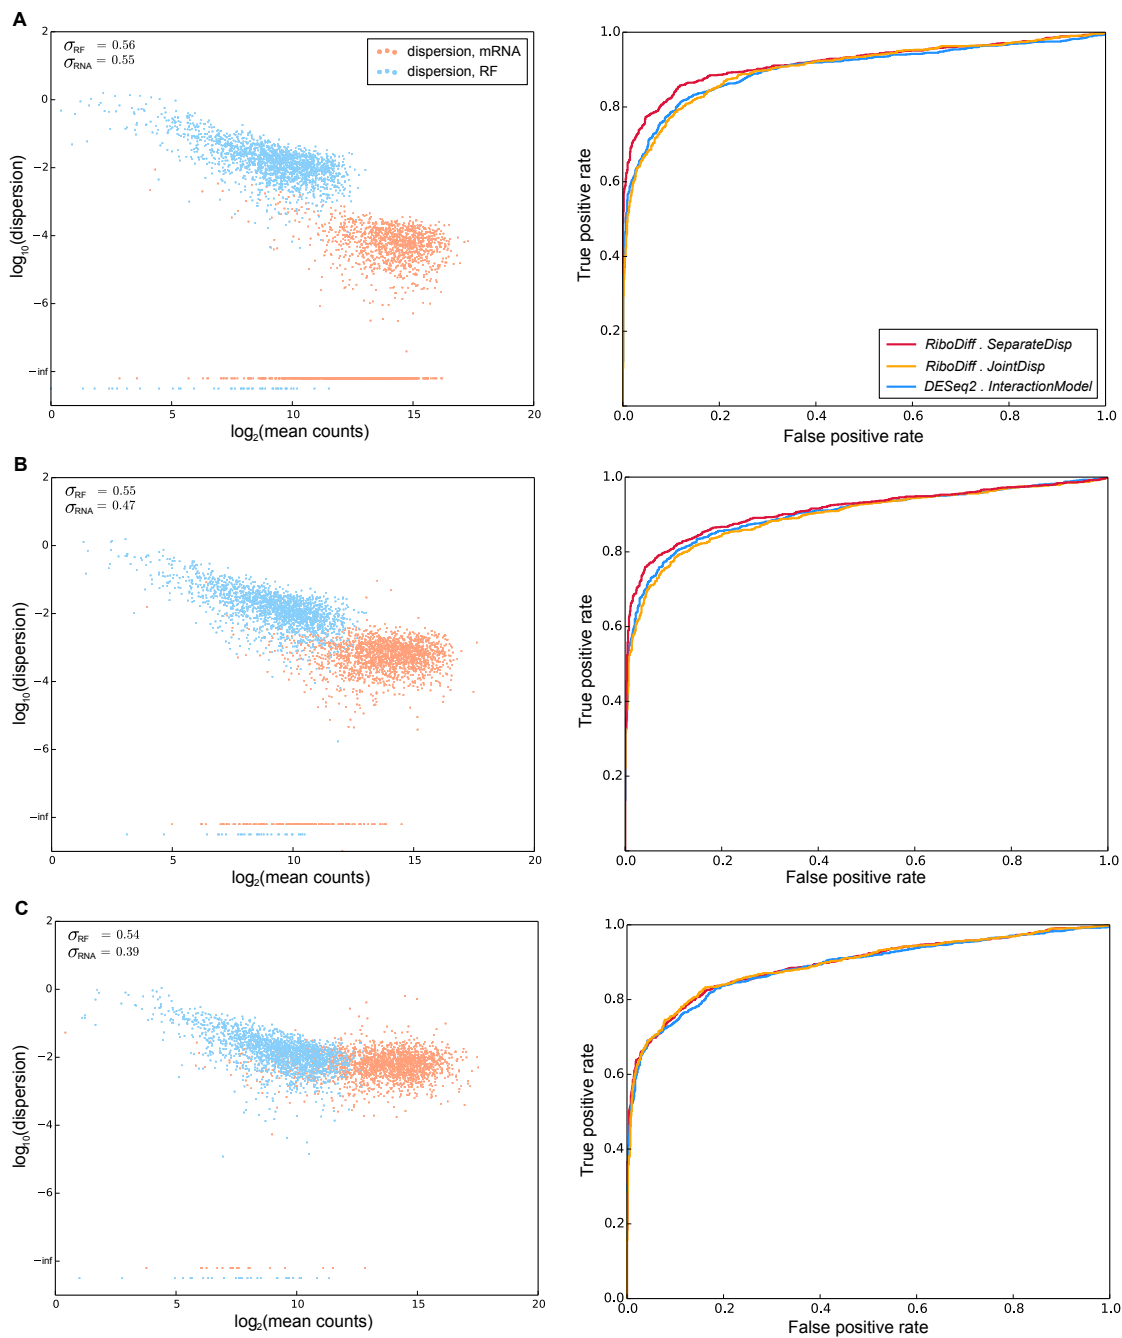 A
σRF = 0.56
σRNA = 0.55
dispersion, mRNA
dispersion, RF
log10(dispersion)
2
0
−2
−4
−6
−inf
0 5 10 15 20
log2(mean counts)
True positive rate
1.0
0.8
0.6
0.4
0.2
0.0 0.2 0.4 0.6 0.8 1.0
False positive rate
RiboDiff . SeparateDisp
RiboDiff . JointDisp
DESeq2 . InteractionModel
B
σRF = 0.55
σRNA = 0.47
log10(dispersion)
2
0
−2
−4
−6
−inf
0 5 10 15 20
log2(mean counts)
True positive rate
1.0
0.8
0.6
0.4
0.2
0.0 0.2 0.4 0.6 0.8 1.0
False positive rate
C
σRF = 0.54
σRNA = 0.39
log10(dispersion)
2
0
−2
−4
−6
−inf
0 5 10 15 20
log2(mean counts)
True positive rate
1.0
0.8
0.6
0.4
0.2
0.0
0.0 0.2 0.4 0.6 0.8 1.0
False positive rate